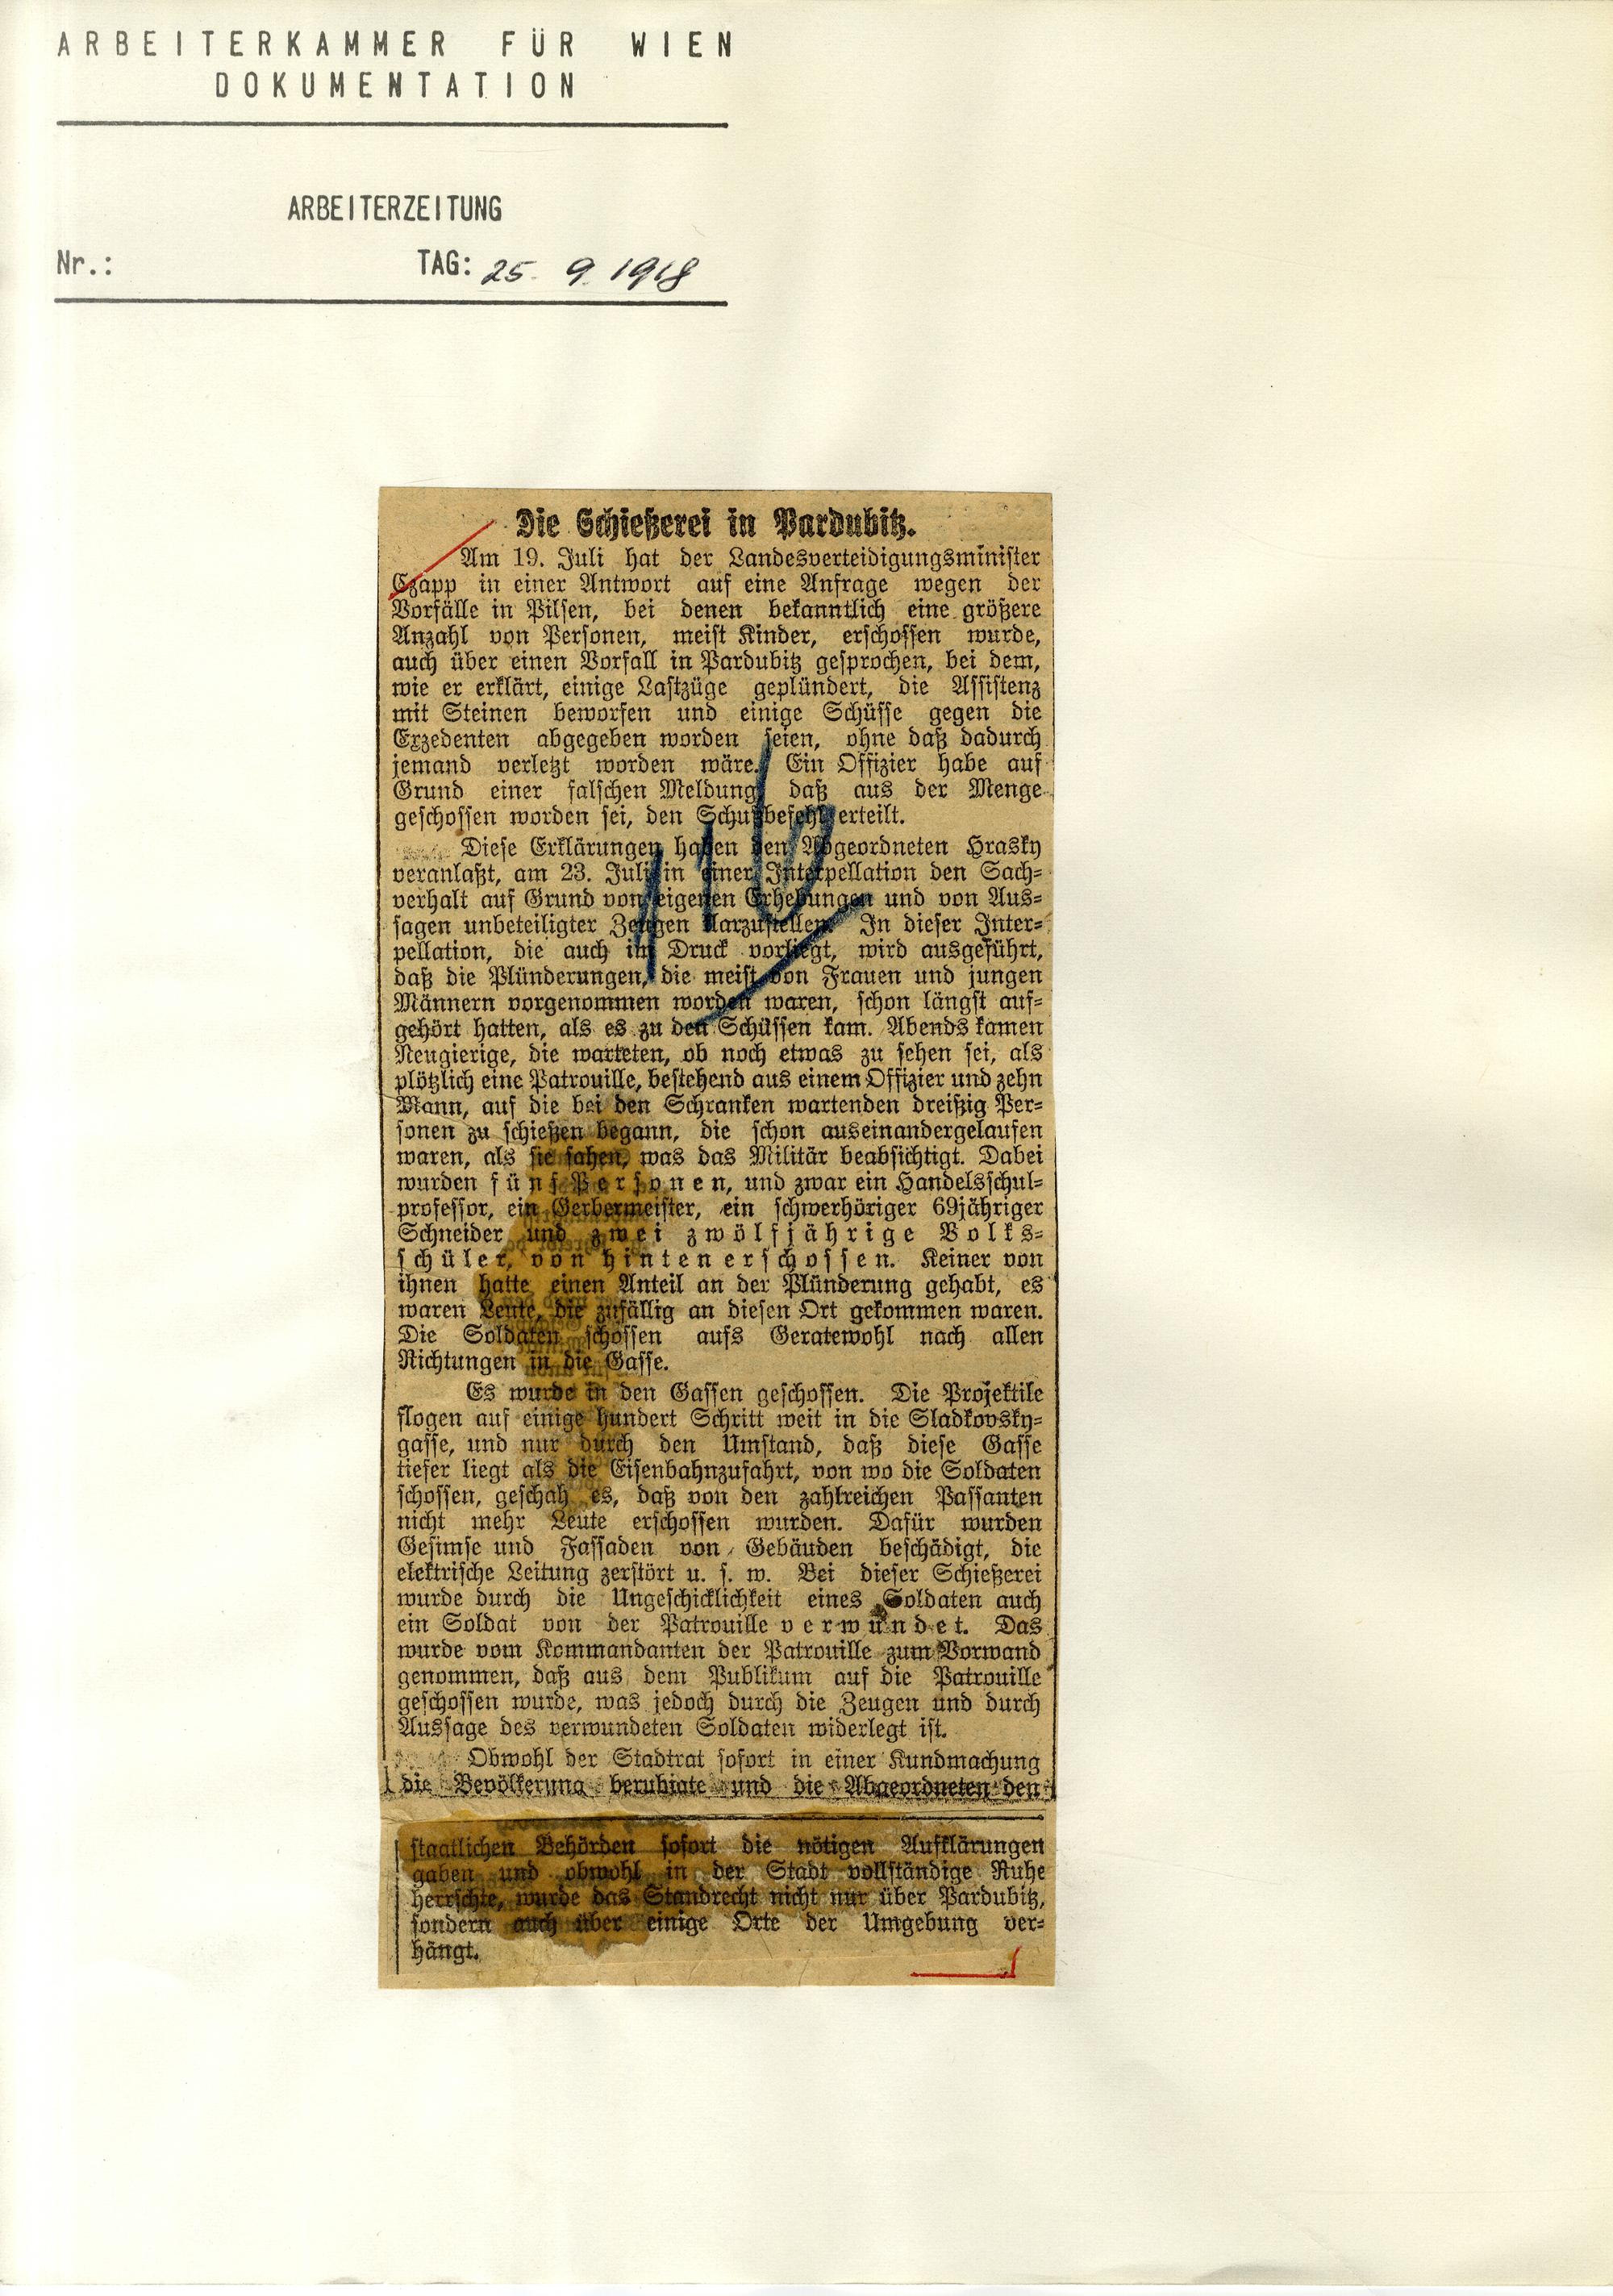 ARBEITERKAMMER FÜR WIEN
DOKUMENTATION
ARBEITERZEITUNG
Nr.: TAG: 25. 9. 1918
Die Schießerei in Pardubitz.
Am 19. Juli hat der Landesverteidigungsminister
Czapp in einer Antwort auf eine Anfrage wegen der
Vorfälle in Pilsen, bei denen bekanntlich eine größere
Anzahl von Personen, meist Kinder, erschossen wurde,
auch über einen Vorfall in Pardubitz gesprochen, bei dem,
wie er erklärt, einige Lastzüge geplündert, die Assistenz
mit Steinen beworfen und einige Schüsse gegen die
Exzedenten abgegeben worden seien, ohne daß dadurch
jemand verletzt worden wäre. Ein Offizier habe auf
Grund einer falschen Meldung, daß aus der Menge
geschossen worden sei, den Schußbefehl erteilt.
Diese Erklärungen haben den Abgeordneten Hrasky
veranlaßt, am 23. Juli in einer Interpellation den Sach-
verhalt auf Grund von eigenen Erhebungen und von Aus-
sagen unbeteiligter Zeugen darzustellen. In dieser Inter-
pellation, die auch im Druck vorliegt, wird ausgeführt,
daß die Plünderungen, die meist von Frauen und jungen
Männern vorgenommen worden waren, schon längst auf-
gehört hatten, als es zu den Schüssen kam. Abends kamen
Neugierige, die warteten, ob noch etwas zu sehen sei, als
plötzlich eine Patrouille, bestehend aus einem Offizier und zehn
Mann, auf die bei den Schranken wartenden dreißig Per-
sonen zu schießen begann, die schon auseinandergelaufen
waren, als sie sahen, was das Militär beabsichtigt. Dabei
wurden fünf Personen, und zwar ein Handelsschul-
professor, ein Gerbermeister, ein schwerhöriger 69jähriger
Schneider und zwei zwölfjährige Volks-
schüler, von hinten erschossen. Keiner von
ihnen hatte einen Anteil an der Plünderung gehabt, es
waren Leute, die zufällig an diesen Ort gekommen waren.
Die Soldaten schossen aufs Geratewohl nach allen
Richtungen in die Gasse.
Es wurde in den Gassen geschossen. Die Projektile
flogen auf einige hundert Schritt weit in die Sladkovsky-
gasse, und nur durch den Umstand, daß diese Gasse
tiefer liegt als die Eisenbahnzufahrt, von wo die Soldaten
schossen, geschah es, daß von den zahlreichen Passanten
nicht mehr Leute erschossen wurden. Dafür wurden
Gesimse und Fassaden von Gebäuden beschädigt, die
elektrische Leitung zerstört u. s. w. Bei dieser Schießerei
wurde durch die Ungeschicklichkeit eines Soldaten auch
ein Soldat von der Patrouille verwundet. Das
wurde vom Kommandanten der Patrouille zum Vorwand
genommen, daß aus dem Publikum auf die Patrouille
geschossen wurde, was jedoch durch die Zeugen und durch
Aussage des verwundeten Soldaten widerlegt ist.
Obwohl der Stadtrat sofort in einer Kundmachung
die Bevölkerung beruhigte und die Abgeordneten den
staatlichen Behörden sofort die nötigen Aufklärungen
gaben und obwohl in der Stadt vollständige Ruhe
herrschte, wurde das Standrecht nicht nur über Pardubitz,
sondern auch über einige Orte der Umgebung ver-
hängt.